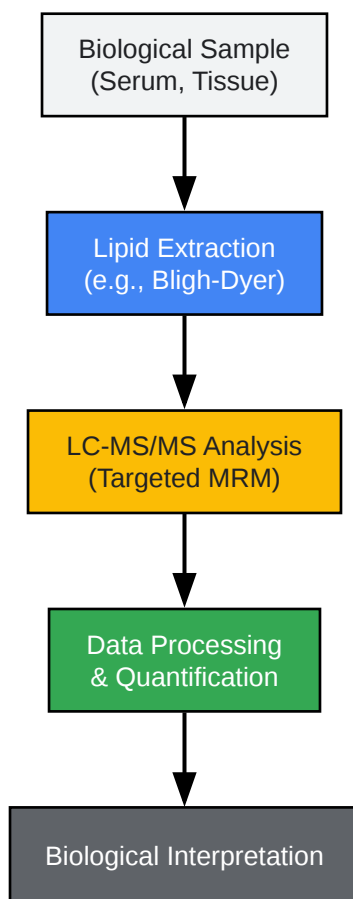 Biological Sample
(Serum, Tissue)
Lipid Extraction
(e.g., Bligh-Dyer)
LC-MS/MS Analysis
(Targeted MRM)
Data Processing
& Quantification
Biological Interpretation